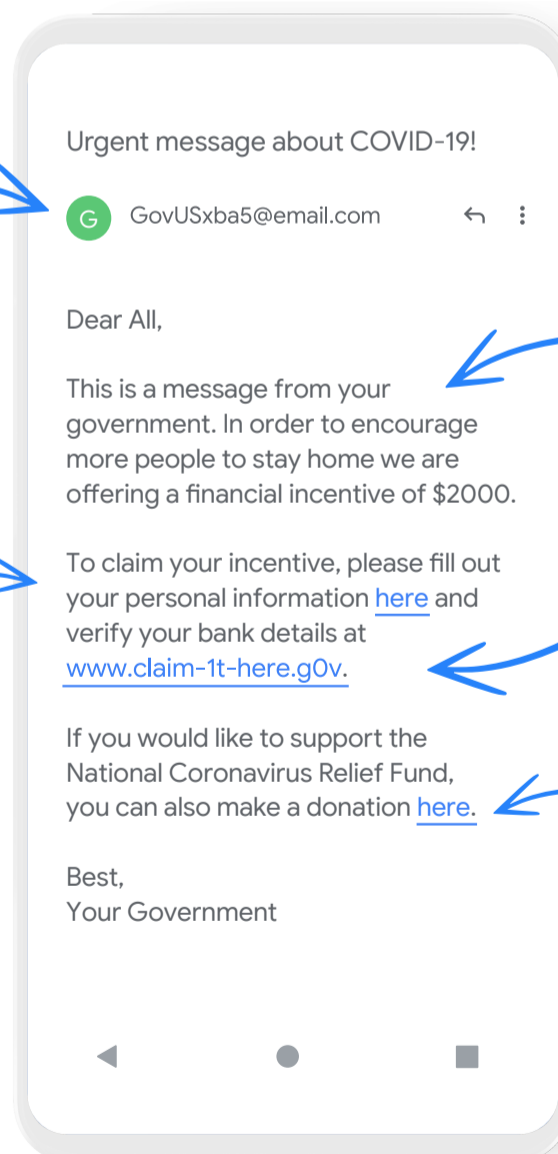 Urgent message about COVID-19!
G
GovUSxba5@email.com
Dear All,
This is a message from your
government. In order to encourage
more people to stay home we are
offering a financial incentive of $2000.
To claim your incentive, please fill out
your personal information here and
verify your bank details at
www.claim-1t-here.g0v.
If you would like to support the
National Coronavirus Relief Fund,
you can also make a donation here.
Best,
Your Government